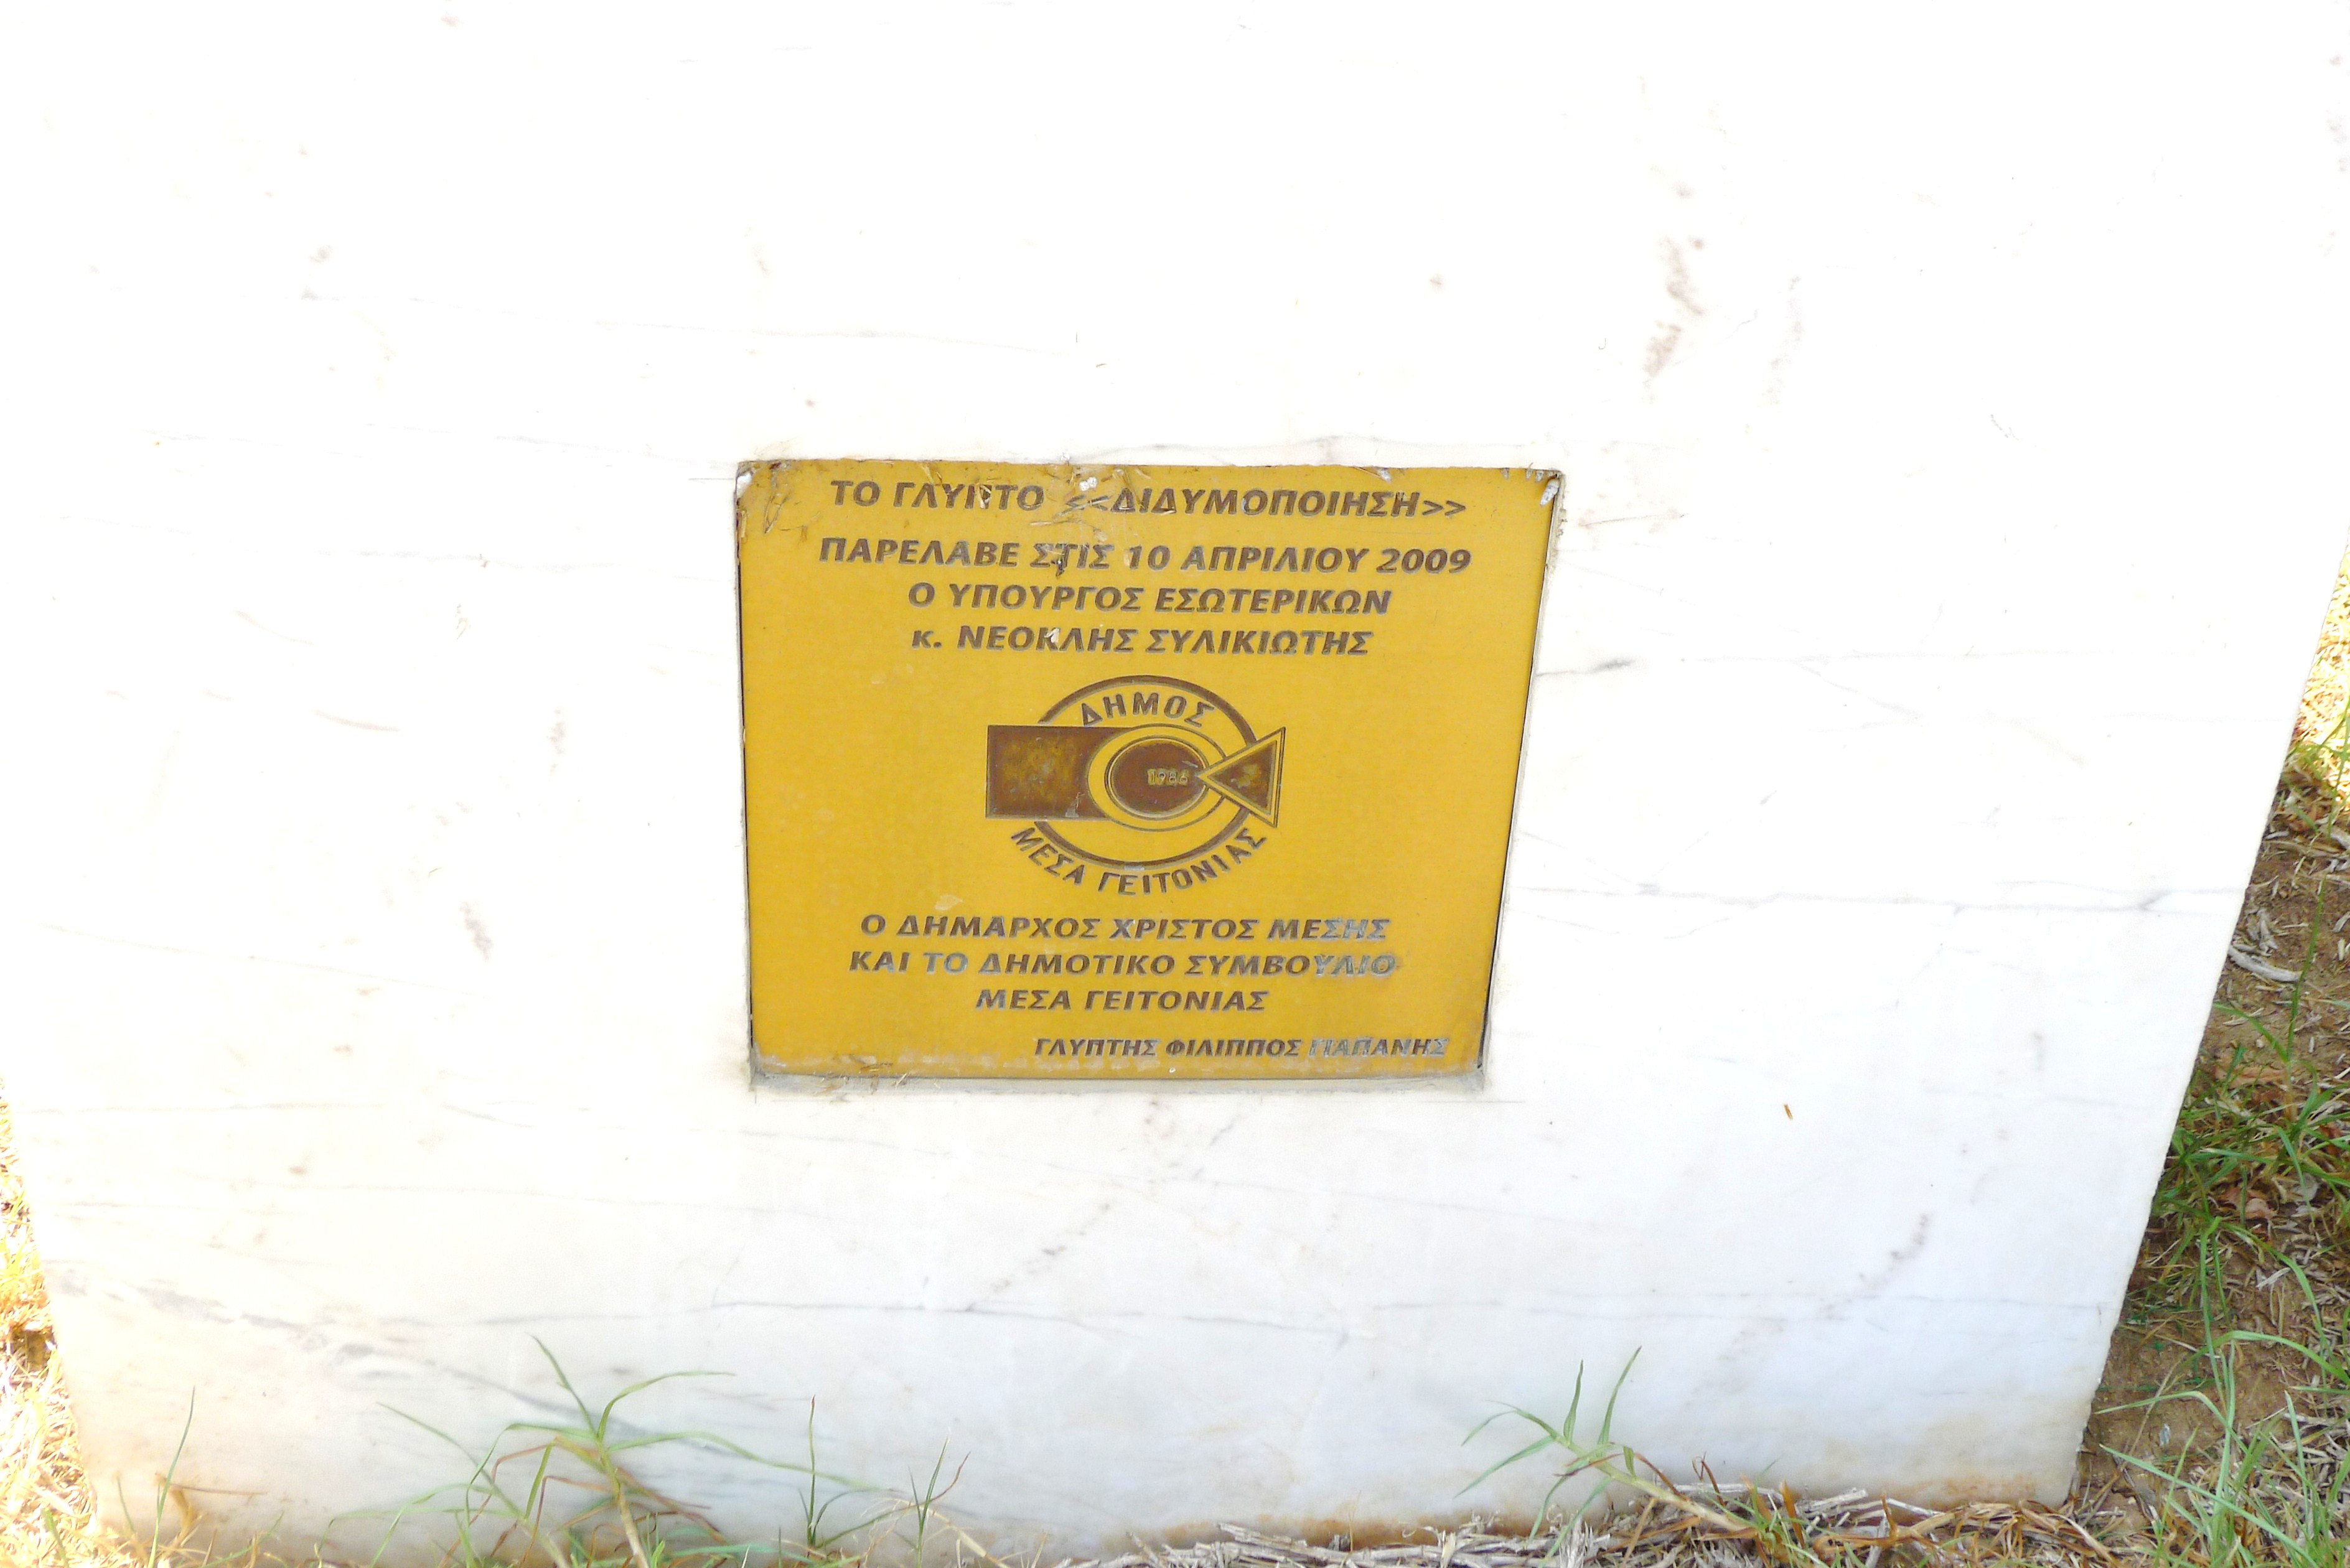 ΤΟ ΓΛΥΠΤΟ <<ΔΙΔΥΜΟΠΟΙΗΣΗ>>
ΠΑΡΕΛΑΒΕ ΣΤΙΣ 10 ΑΠΡΙΛΙΟΥ 2009
Ο ΥΠΟΥΡΓΟΣ ΕΣΩΤΕΡΙΚΩΝ
κ. ΝΕΟΚΛΗΣ ΣΥΛΙΚΙΩΤΗΣ
ΔΗΜΟΣ
ΜΕΣΑ ΓΕΙΤΟΝΙΑΣ
Ο ΔΗΜΑΡΧΟΣ ΧΡΙΣΤΟΣ ΜΕΣΗΣ
ΚΑΙ ΤΟ ΔΗΜΟΤΙΚΟ ΣΥΜΒΟΥΛΙΟ
ΜΕΣΑ ΓΕΙΤΟΝΙΑΣ
ΓΛΥΠΤΗΣ ΦΙΛΙΠΠΟΣ ΓΙΑΠΑΝΗΣ